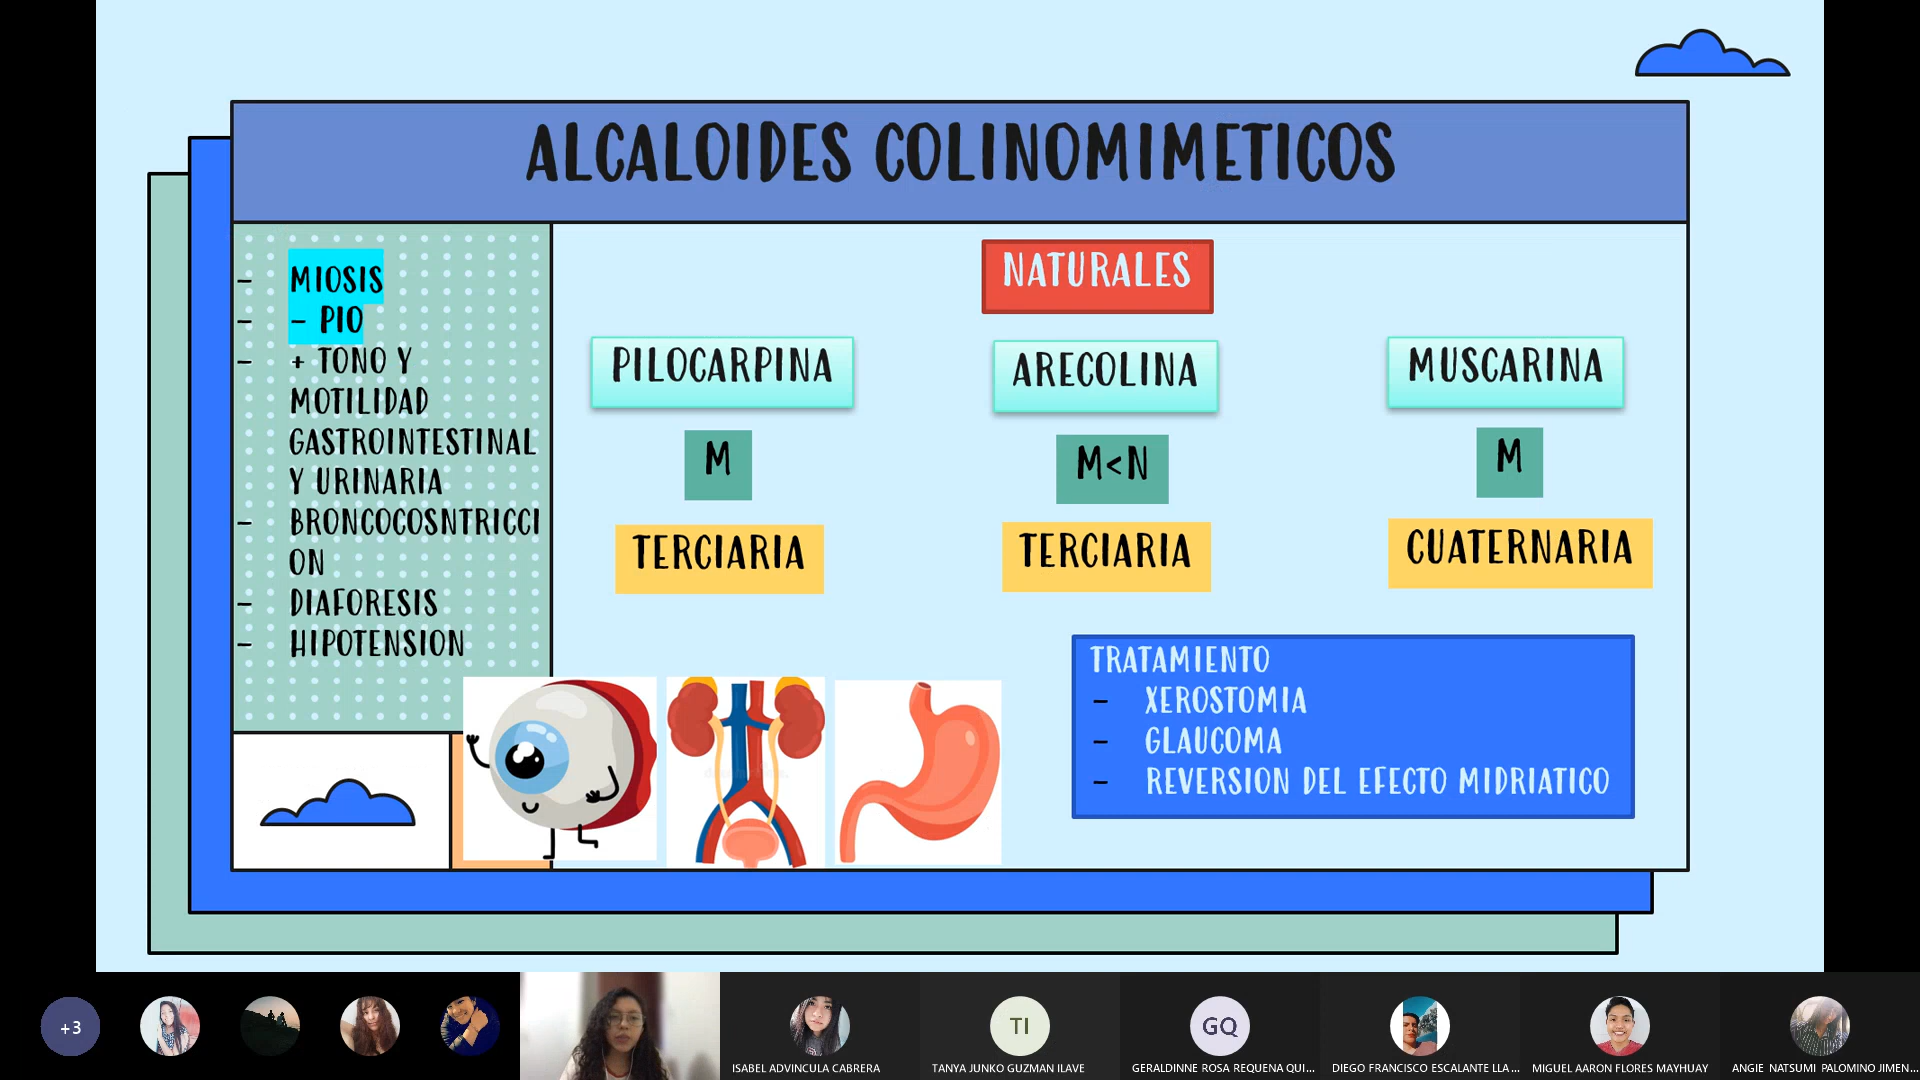 ALCALOIDES COLINOMIMETICOS
- MIOSIS
- - PIO
- + TONO Y
MOTILIDAD
GASTROINTESTINAL
Y URINARIA
- BRONCOCOSNTRICCI
ON
- DIAFORESIS
- HIPOTENSION
NATURALES
PILOCARPINA
ARECOLINA
MUSCARINA
M
M<N
M
TERCIARIA
TERCIARIA
CUATERNARIA
TRATAMIENTO
- XEROSTOMIA
- GLAUCOMA
- REVERSION DEL EFECTO MIDRIATICO
+3
TI
GQ
ISABEL ADVINCULA CABRERA
TANYA JUNKO GUZMAN ILAVE
GERALDINNE ROSA REQUENA QUI...
DIEGO FRANCISCO ESCALANTE LLA...
MIGUEL AARON FLORES MAYHUAY
ANGIE NATSUMI PALOMINO JIMEN...